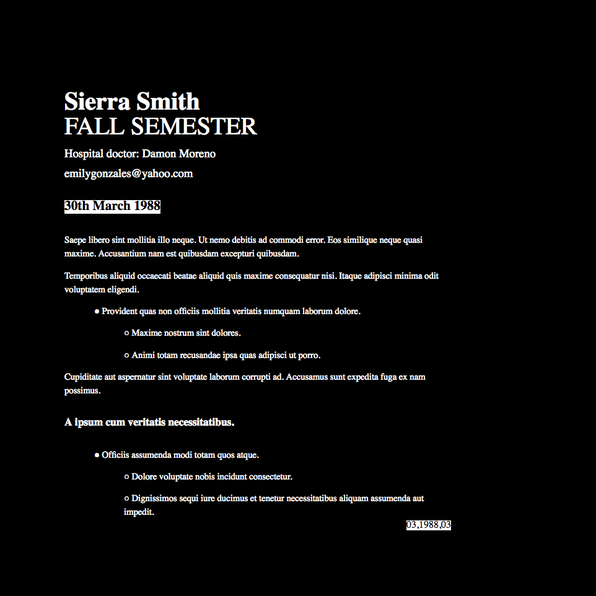 Sierra Smith
FALL SEMESTER
Hospital doctor: Damon Moreno
emilygonzales@yahoo.com
30th March 1988
Saepe libero sint mollitia illo neque. Ut nemo debitis ad commodi error. Eos similique neque quasi
maxime. Accusantium nam est quibusdam excepturi quibusdam.
Temporibus aliquid occaecati beatae aliquid quis maxime consequatur nisi. Itaque adipisci minima odit
voluptatem eligendi.
● Provident quas non officiis mollitia veritatis numquam laborum dolore.
○ Maxime nostrum sint dolores.
○ Animi totam recusandae ipsa quas adipisci ut porro.
Cupiditate aut aspernatur sint voluptate laborum corrupti ad. Accusamus sunt expedita fuga ex nam
possimus.
A ipsum cum veritatis necessitatibus.
● Officiis assumenda modi totam quos atque.
○ Dolore voluptate nobis incidunt consectetur.
○ Dignissimos sequi iure ducimus et tenetur necessitatibus aliquam assumenda aut
impedit.
03,1988,03